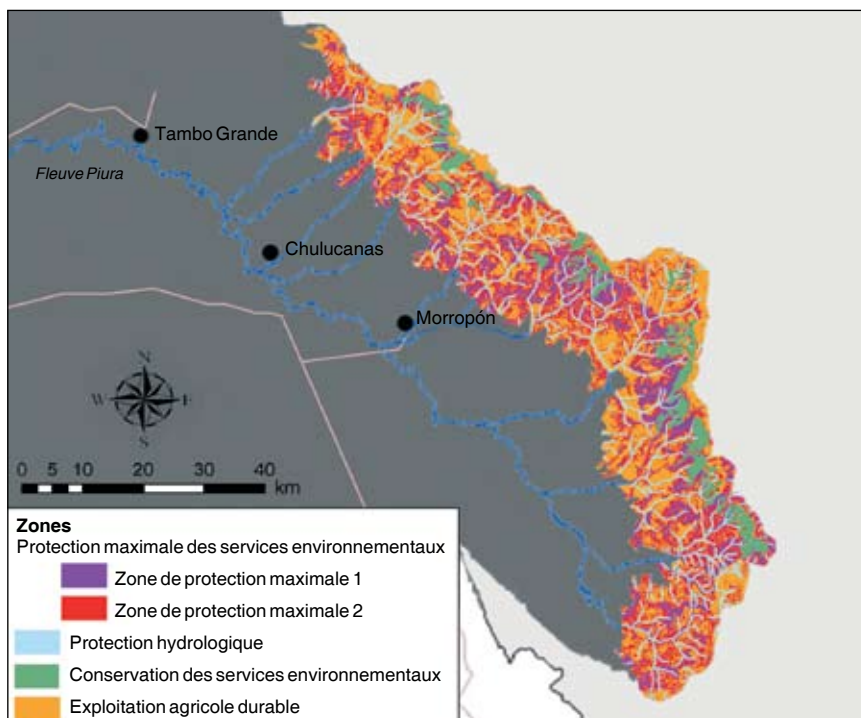 Tambo Grande
Fleuve Piura
Chulucanas
Morropón
N
W E
S
0 5 10 20 30 40
km
Zones
Protection maximale des services environnementaux
Zone de protection maximale 1
Zone de protection maximale 2
Protection hydrologique
Conservation des services environnementaux
Exploitation agricole durable